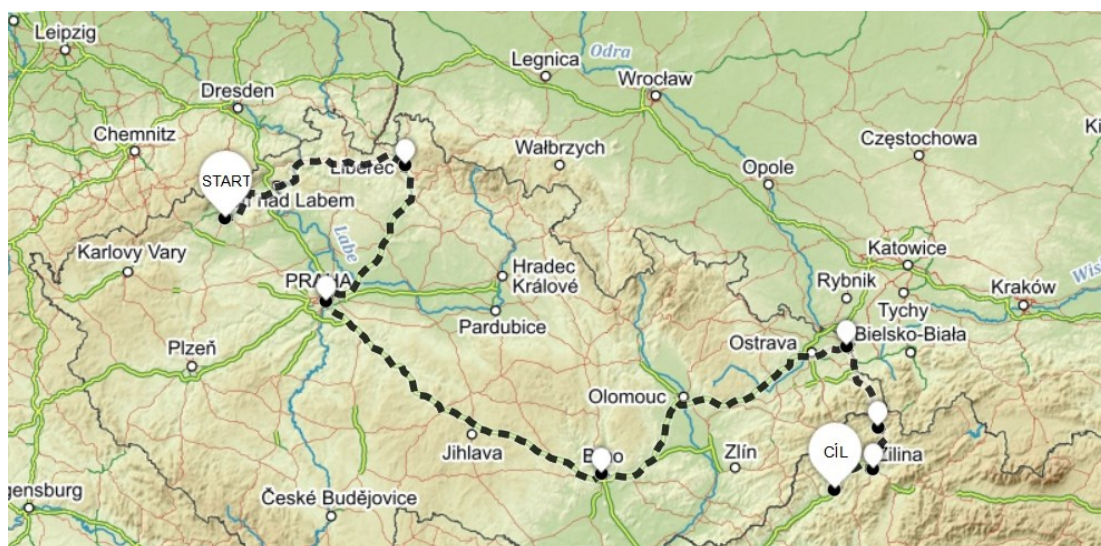 Leipzig
Legnica
Odra
Wrocław
Dresden
Chemnitz
Częstochowa
Wałbrzych
Liberec
Opole
START
nad Labem
Karlovy Vary
Labe
Katowice
Hradec
Králové
PRAHA
Rybnik
Tychy
Kraków
Pardubice
Plzeň
Ostrava
Bielsko-Biała
Olomouc
Jihlava
Brno
Zlín
CÍL
Žilina
České Budějovice
gensburg